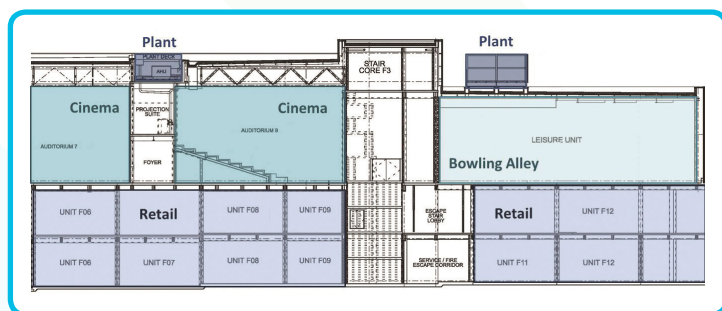 Plant
Plant
PLANT DECK
AHU
STAIR
CORE F3
Cinema
PROJECTION
SUITE
Cinema
AUDITORIUM 7
AUDITORIUM 9
FOYER
LEISURE UNIT
Bowling Alley
UNIT F06
Retail
UNIT F08
UNIT F09
ESCAPE
STAIR
LOBBY
Retail
UNIT F12
UNIT F06
UNIT F07
UNIT F08
UNIT F09
SERVICE / FIRE
ESCAPE CORRIDOR
UNIT F11
UNIT F12